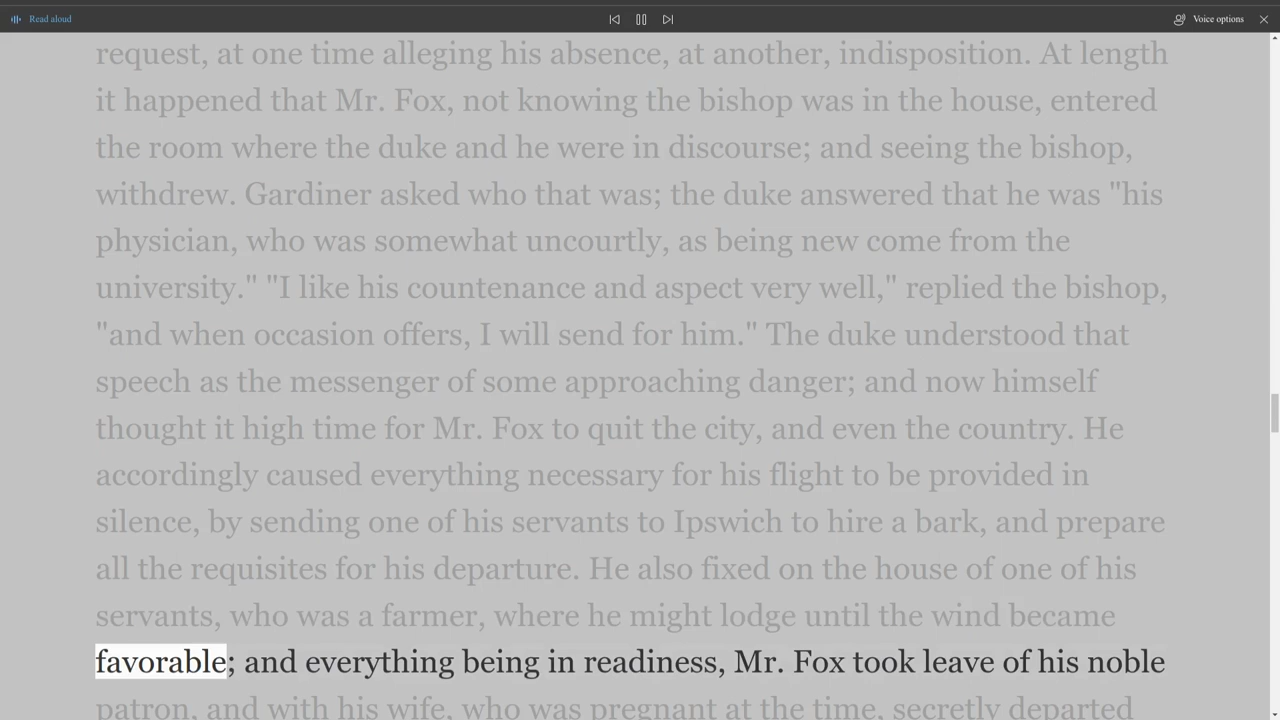 Read aloud
Voice options
request, at one time alleging his absence, at another, indisposition. At length
it happened that Mr. Fox, not knowing the bishop was in the house, entered
the room where the duke and he were in discourse; and seeing the bishop,
withdrew. Gardiner asked who that was; the duke answered that he was "his
physician, who was somewhat uncourtly, as being new come from the
university." "I like his countenance and aspect very well," replied the bishop,
"and when occasion offers, I will send for him." The duke understood that
speech as the messenger of some approaching danger; and now himself
thought it high time for Mr. Fox to quit the city, and even the country. He
accordingly caused everything necessary for his flight to be provided in
silence, by sending one of his servants to Ipswich to hire a bark, and prepare
all the requisites for his departure. He also fixed on the house of one of his
servants, who was a farmer, where he might lodge until the wind became
favorable; and everything being in readiness, Mr. Fox took leave of his noble
patron, and with his wife, who was pregnant at the time, secretly departed